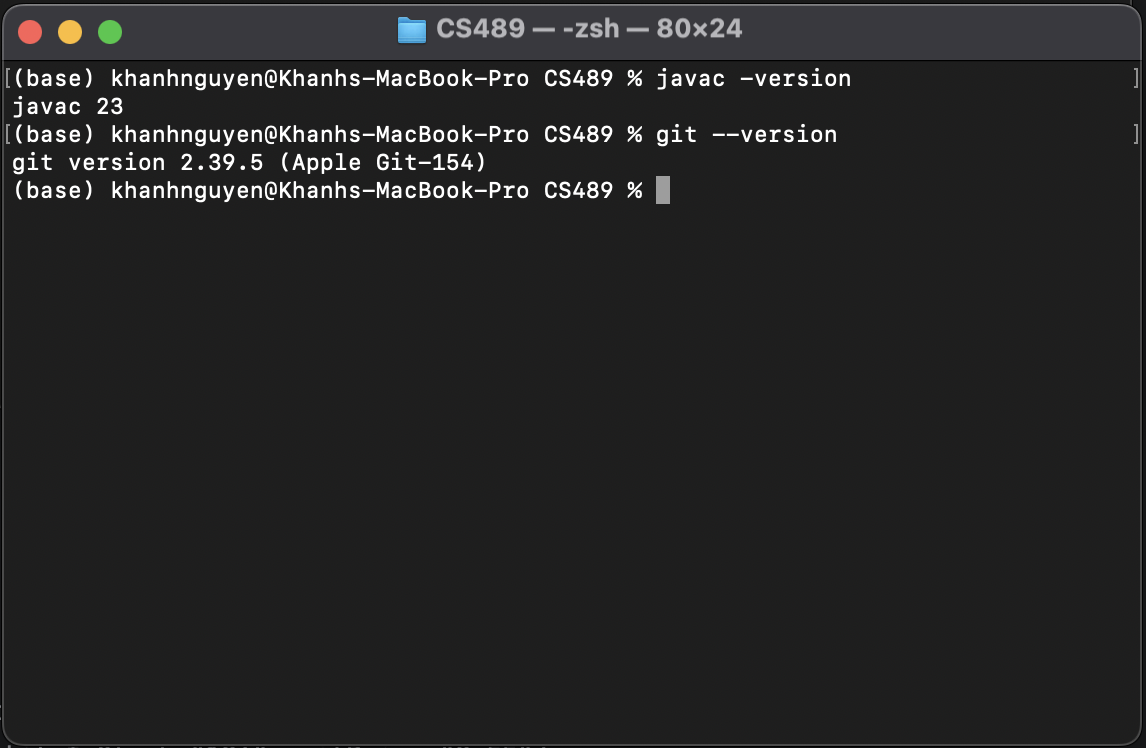 CS489 — -zsh — 80×24
[(base) khanhnguyen@Khanhs-MacBook-Pro CS489 % javac -version ]
javac 23
[(base) khanhnguyen@Khanhs-MacBook-Pro CS489 % git --version ]
git version 2.39.5 (Apple Git-154)
(base) khanhnguyen@Khanhs-MacBook-Pro CS489 %